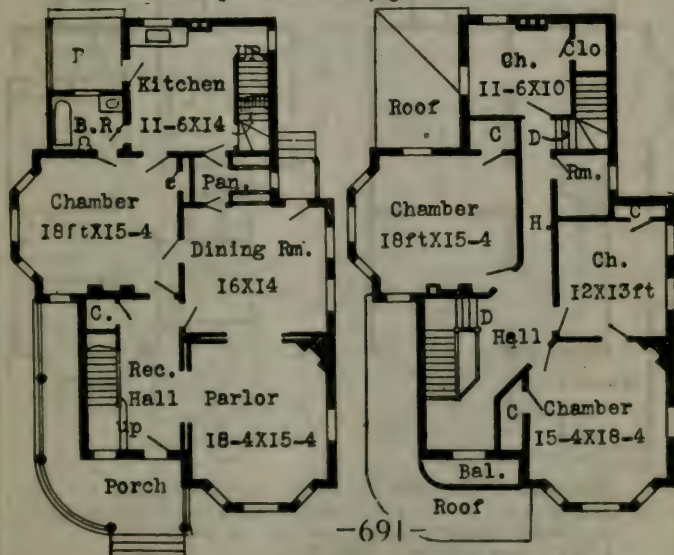 UP
Kitchen
11-6X14
B.R.
Pan.
c
Chamber
18ftX15-4
Dining Rm.
16X14
C.
Rec.
Hall
up
Parlor
18-4X15-4
Porch
Clo
Ch.
11-6X10
Roof
C
D
Rm.
Chamber
18ftX15-4
H.
C
Ch.
12X13ft
D
Hall
C
Chamber
15-4X18-4
Bal.
Roof
-691-